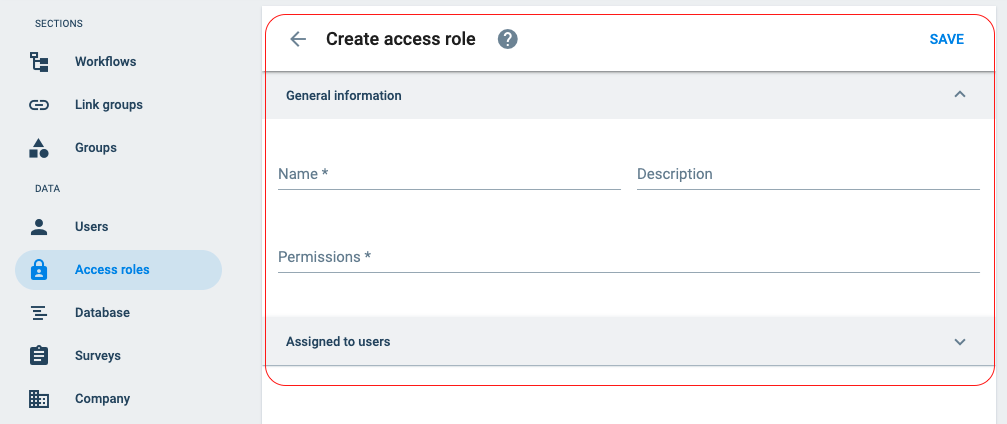 SECTIONS
Workflows
Link groups
Groups
DATA
Users
Access roles
Database
Surveys
Company
Create access role ?
SAVE
General information
Name *
Description
Permissions *
Assigned to users